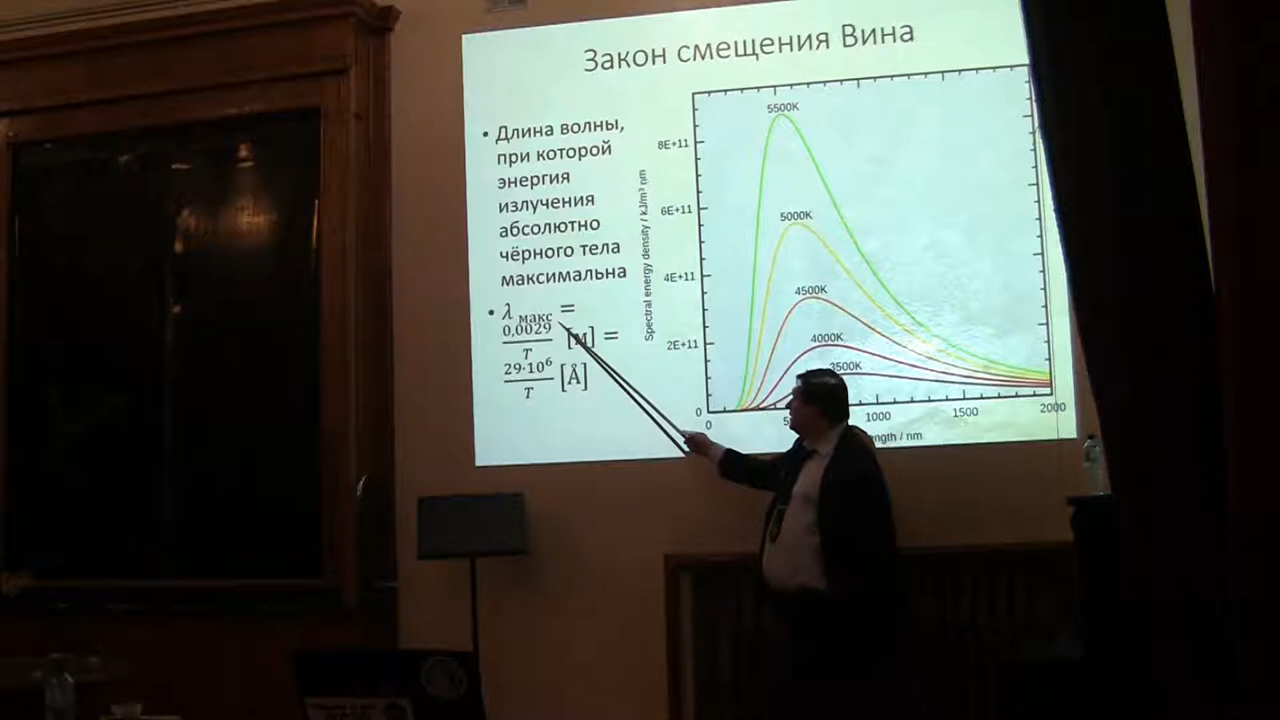 Закон смещения Вина
• Длина волны,
при которой
энергия
излучения
абсолютно
чёрного тела
максимальна
• λ макс =
0,0029/T [м] =
29·10⁶/T [Å]
Spectral energy density / kJ/m³ nm
8E+11
6E+11
4E+11
2E+11
0
5500K
5000K
4500K
4000K
3500K
0
1000
1500
2000
/ nm